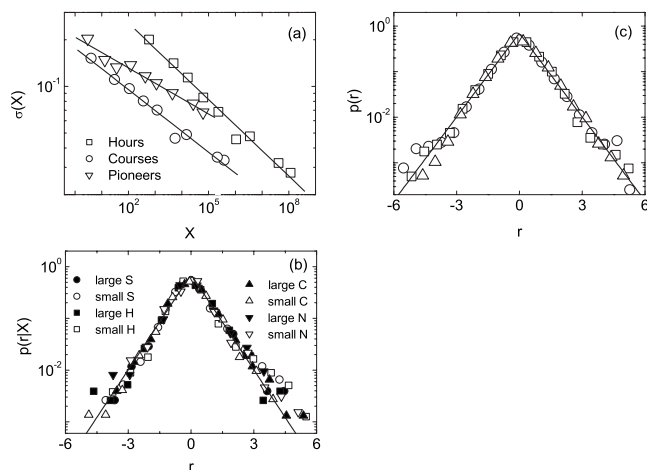 (a)
10⁻¹
σ(X)
Hours
Courses
Pioneers
10² 10⁵ 10⁸
X
(c)
10⁰
10⁻²
p(r)
-6 -3 0 3 6
r
(b)
10⁰
10⁻²
p(r|X)
large S
small S
large H
small H
large C
small C
large N
small N
-6 -3 0 3 6
r